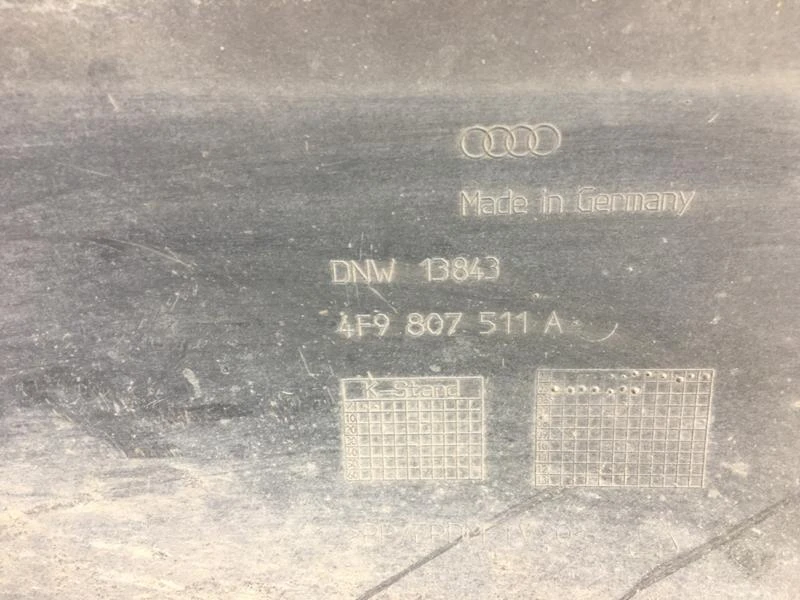 Made in Germany
DNW 13843
4F9 807 511 A
K-Stand